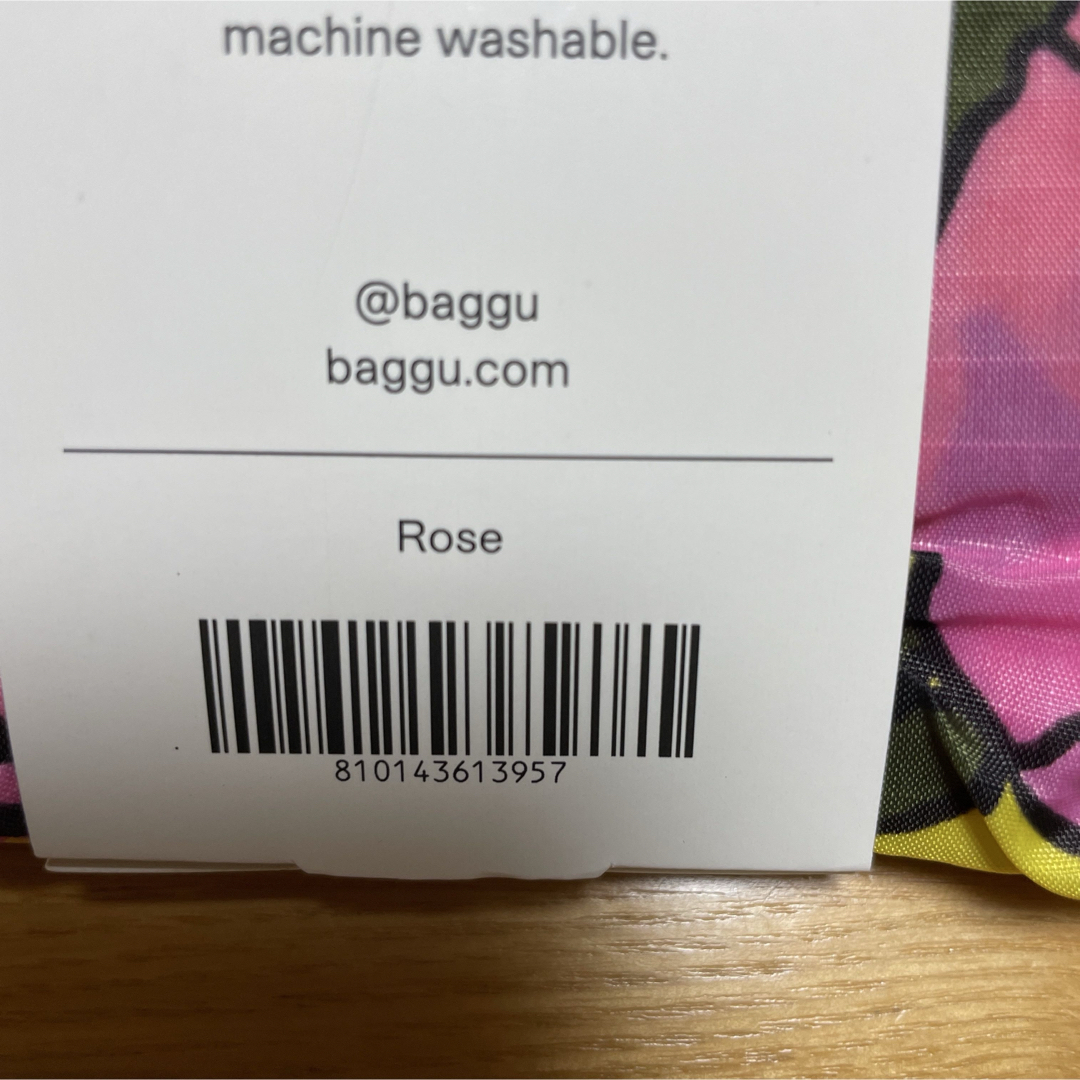 machine washable.
@baggu
baggu.com
Rose
810143613957